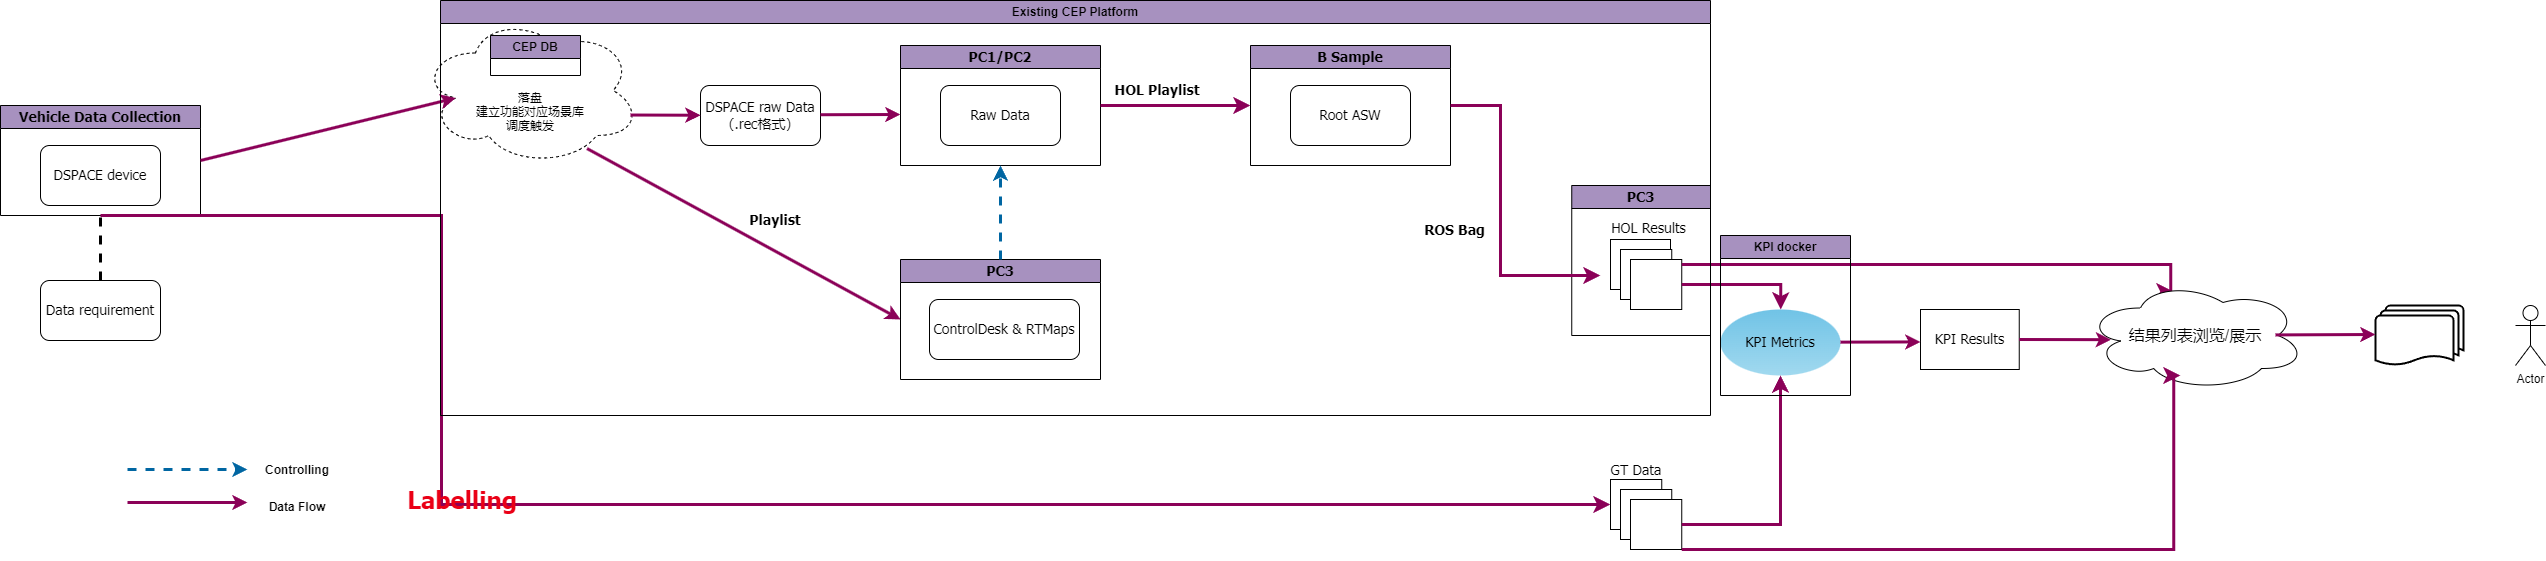 Existing CEP Platform
CEP DB
落盘
建立功能对应场景库
调度触发
Vehicle Data Collection
DSPACE device
Data requirement
DSPACE raw Data
（.rec格式）
PC1/PC2
Raw Data
HOL Playlist
B Sample
Root ASW
Playlist
PC3
ControlDesk & RTMaps
ROS Bag
PC3
HOL Results
KPI docker
KPI Metrics
KPI Results
结果列表浏览/展示
Actor
Controlling
Data Flow
Labelling
GT Data